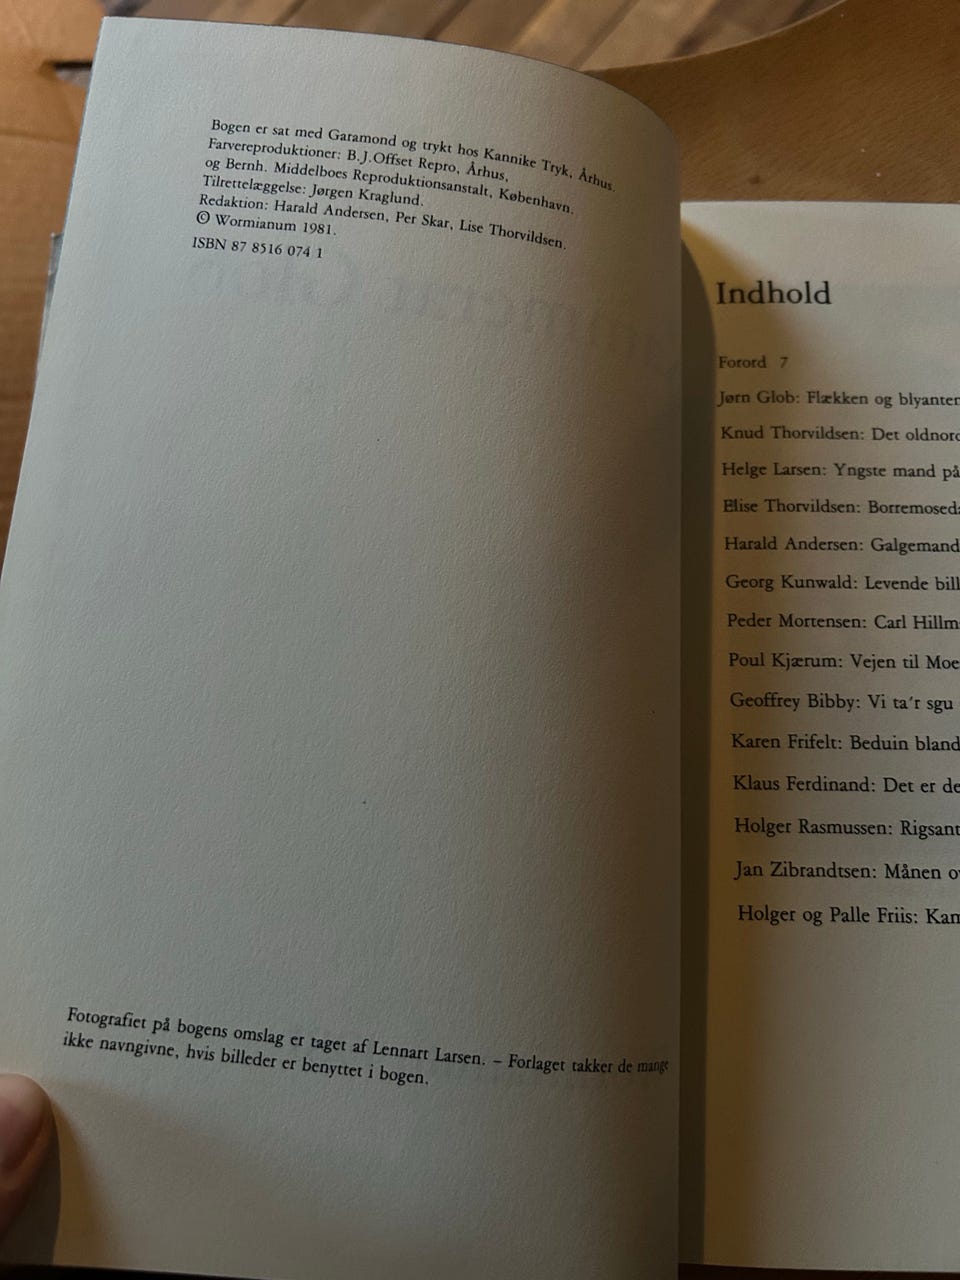 Bogen er sat med Garamond og trykt hos Kannike Tryk, Århus.
Farvereproduktioner: B.J.Offset Repro, Århus,
og Bernh. Middelboes Reproduktionsanstalt, København.
Tilrettelæggelse: Jørgen Kraglund.
Redaktion: Harald Andersen, Per Skar, Lise Thorvildsen.
© Wormianum 1981.
ISBN 87 8516 074 1
Fotografiet på bogens omslag er taget af Lennart Larsen. – Forlaget takker de mange
ikke navngivne, hvis billeder er benyttet i bogen.
Indhold
Forord 7
Jørn Glob: Flækken og blyanten
Knud Thorvildsen: Det oldnord
Helge Larsen: Yngste mand på
Elise Thorvildsen: Borremoseda
Harald Andersen: Galgemand
Georg Kunwald: Levende bill
Peder Mortensen: Carl Hillm
Poul Kjærum: Vejen til Moe
Geoffrey Bibby: Vi ta'r sgu
Karen Frifelt: Beduin bland
Klaus Ferdinand: Det er de
Holger Rasmussen: Rigsant
Jan Zibrandtsen: Månen ov
Holger og Palle Friis: Kam